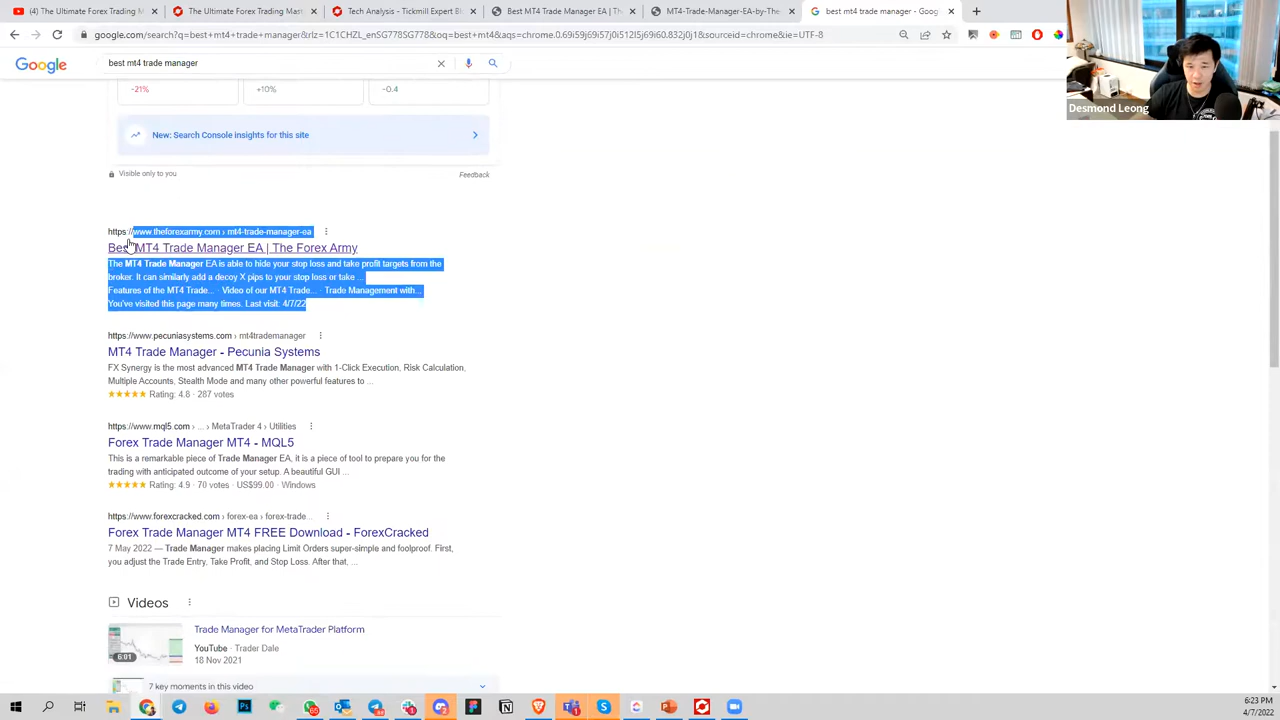 (4) The Ultimate Forex Trading M
The Ultimate Forex Trading Mast
Tech Analysis - Tickmill Expert Bl
Best MT4 Trade Manager EA | Th
MT4-Trade-Manager-EA-by-The
best mt4 trade manager - Google
google.com/search?q=best+mt4+trade+manager&rlz=1C1CHZL_enSG778SG778&oq=best+mt4+trade+manager&aqs=chrome.0.69i59j69i57j0i512l5j69i60.832j0j1&sourceid=chrome&ie=UTF-8
Google
best mt4 trade manager
Desmond Leong
-21%
+10%
-0.4
New: Search Console insights for this site
Visible only to you
Feedback
https://www.theforexarmy.com › mt4-trade-manager-ea
Best MT4 Trade Manager EA | The Forex Army
The MT4 Trade Manager EA is able to hide your stop loss and take profit targets from the
broker. It can similarly add a decoy X pips to your stop loss or take ...
Features of the MT4 Trade... · Video of our MT4 Trade... · Trade Management with...
You've visited this page many times. Last visit: 4/7/22
https://www.pecuniasystems.com › mt4trademanager
MT4 Trade Manager - Pecunia Systems
FX Synergy is the most advanced MT4 Trade Manager with 1-Click Execution, Risk Calculation,
Multiple Accounts, Stealth Mode and many other powerful features to ...
Rating: 4.8 · 287 votes
https://www.mql5.com › ... › MetaTrader 4 › Utilities
Forex Trade Manager MT4 - MQL5
This is a remarkable piece of Trade Manager EA, it is a piece of tool to prepare you for the
trading with anticipated outcome of your setup. A beautiful GUI ...
Rating: 4.9 · 70 votes · US$99.00 · Windows
https://www.forexcracked.com › forex-ea › forex-trade...
Forex Trade Manager MT4 FREE Download - ForexCracked
7 May 2022 — Trade Manager makes placing Limit Orders super-simple and foolproof. First,
you adjust the Trade Entry, Take Profit, and Stop Loss. After that, ...
Videos
Trade Manager for MetaTrader Platform
YouTube · Trader Dale
6:01
18 Nov 2021
7 key moments in this video
6:23 PM
4/7/2022